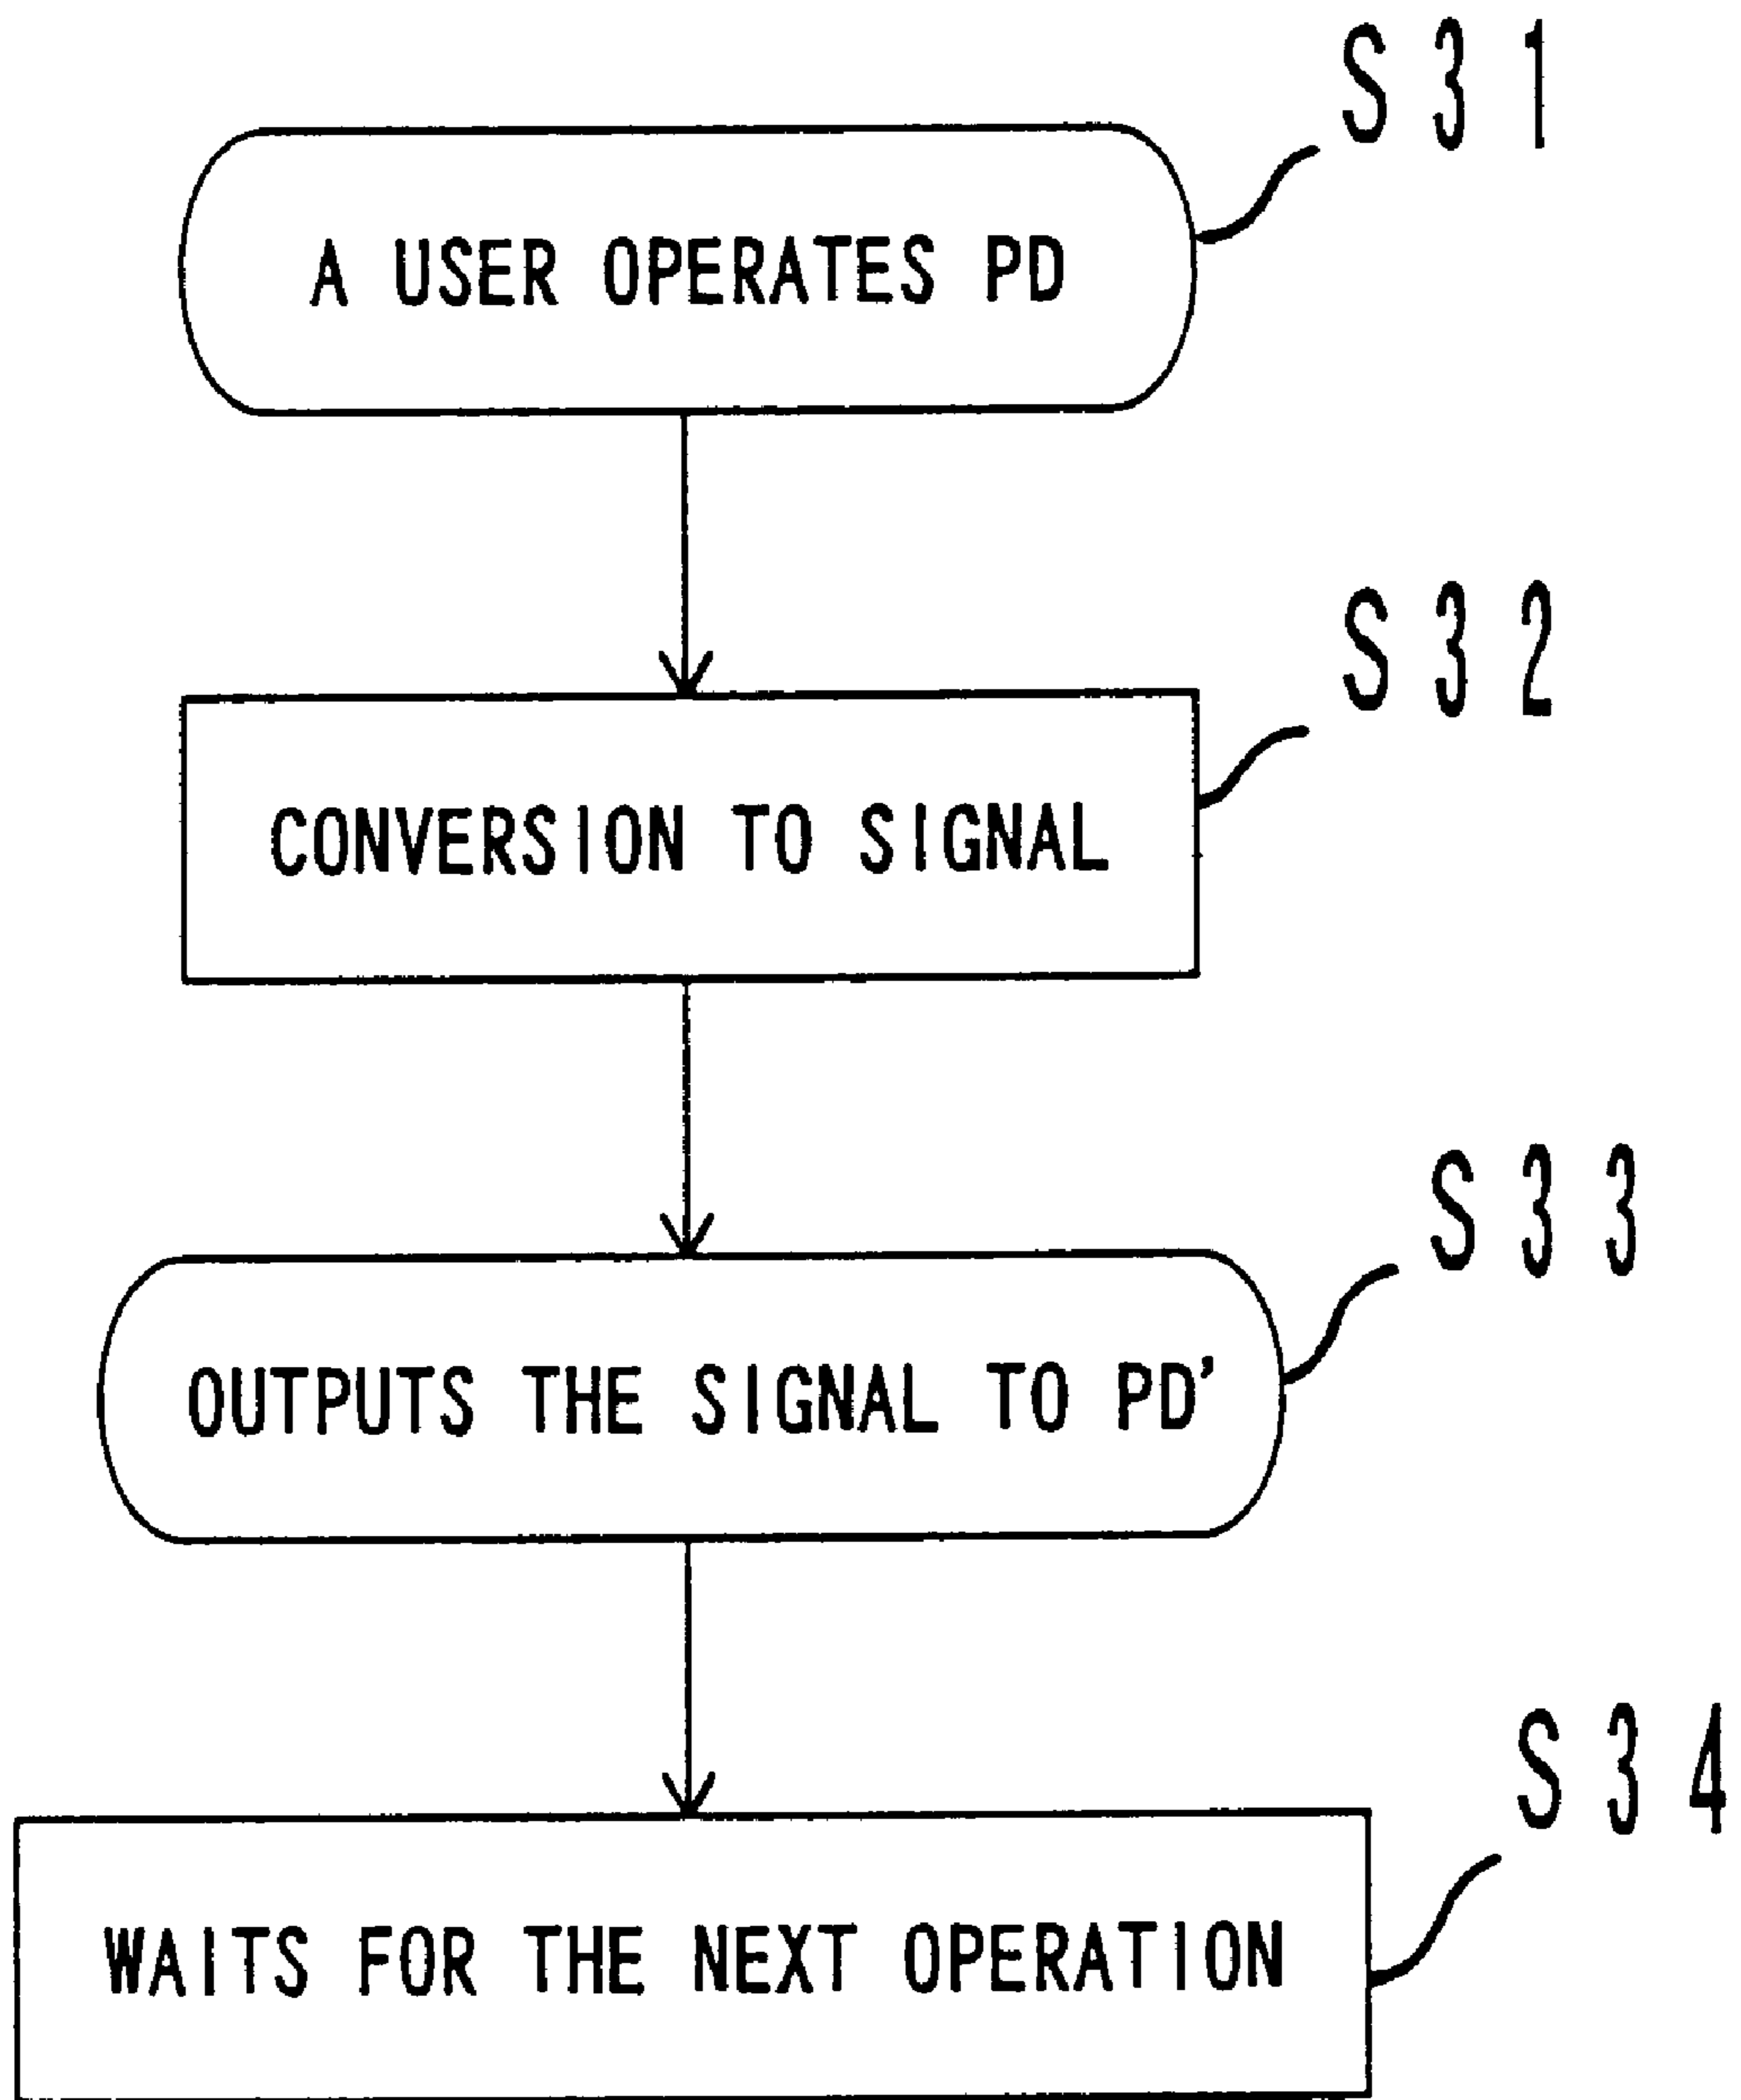 S31
A USER OPERATES PD
S32
CONVERSION TO SIGNAL
S33
OUTPUTS THE SIGNAL TO PD'
S34
WAITS FOR THE NEXT OPERATION